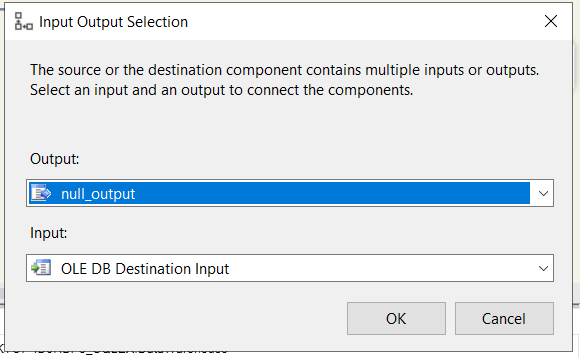 Input Output Selection
The source or the destination component contains multiple inputs or outputs.
Select an input and an output to connect the components.
Output:
null_output
Input:
OLE DB Destination Input
OK
Cancel